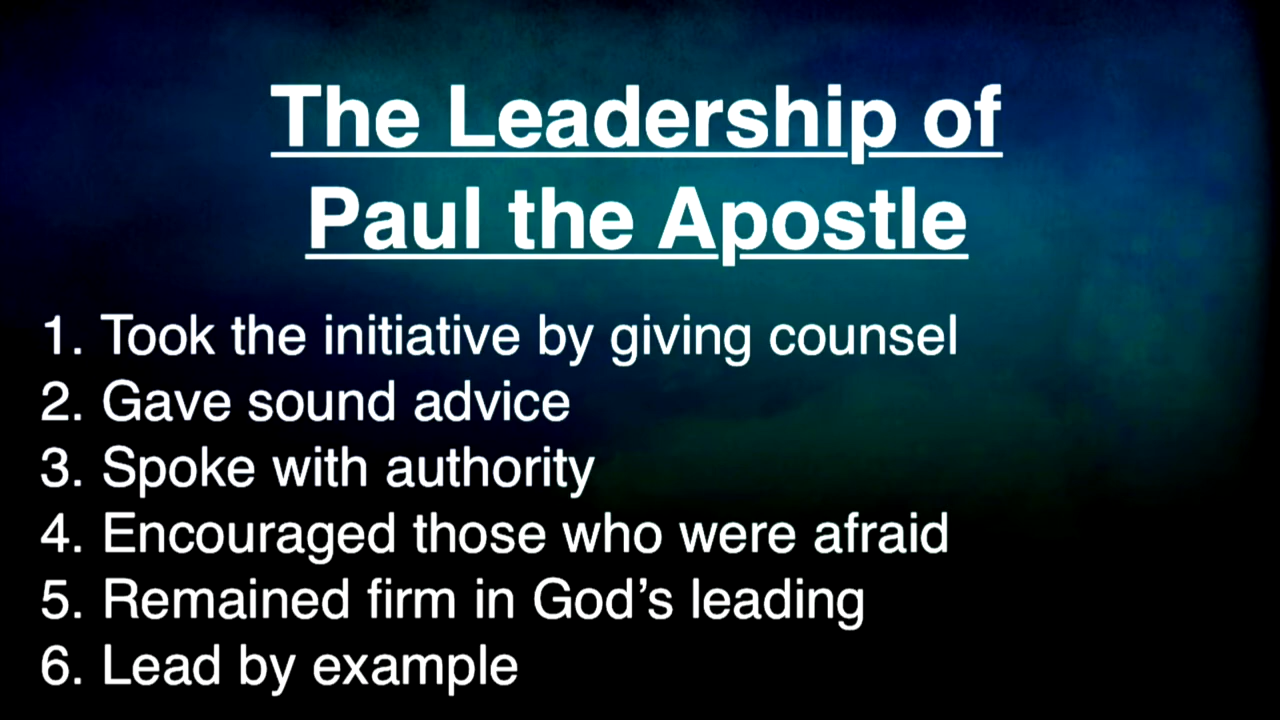 The Leadership of
Paul the Apostle
1. Took the initiative by giving counsel
2. Gave sound advice
3. Spoke with authority
4. Encouraged those who were afraid
5. Remained firm in God’s leading
6. Lead by example